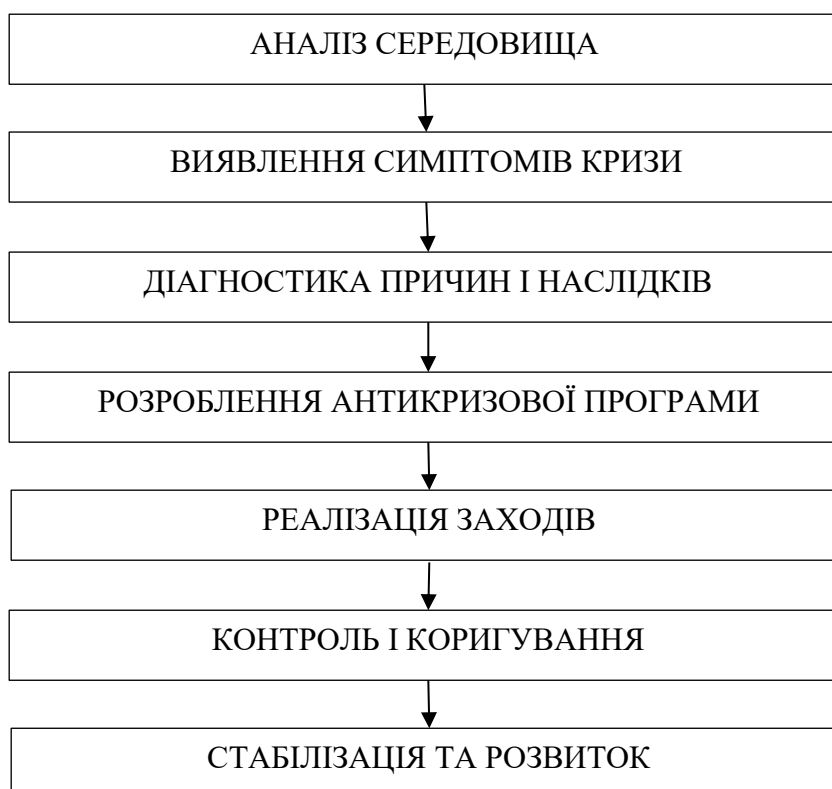 АНАЛІЗ СЕРЕДОВИЩА
ВИЯВЛЕННЯ СИМПТОМІВ КРИЗИ
ДІАГНОСТИКА ПРИЧИН І НАСЛІДКІВ
РОЗРОБЛЕННЯ АНТИКРИЗОВОЇ ПРОГРАМИ
РЕАЛІЗАЦІЯ ЗАХОДІВ
КОНТРОЛЬ І КОРИГУВАННЯ
СТАБІЛІЗАЦІЯ ТА РОЗВИТОК